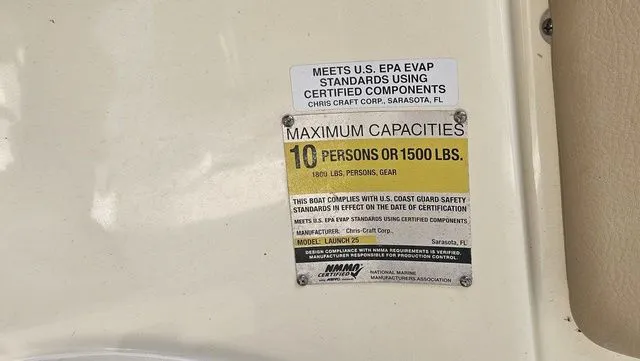 MEETS U.S. EPA EVAP
STANDARDS USING
CERTIFIED COMPONENTS
CHRIS CRAFT CORP., SARASOTA, FL
MAXIMUM CAPACITIES
10 PERSONS OR 1500 LBS.
1800 LBS, PERSONS, GEAR
THIS BOAT COMPLIES WITH U.S. COAST GUARD SAFETY
STANDARDS IN EFFECT ON THE DATE OF CERTIFICATION
MEETS U.S. EPA EVAP STANDARDS USING CERTIFIED COMPONENTS
MANUFACTURER: Chris-Craft Corp.,
MODEL: LAUNCH 25 Sarasota, FL
DESIGN COMPLIANCE WITH NMMA REQUIREMENTS IS VERIFIED.
MANUFACTURER RESPONSIBLE FOR PRODUCTION CONTROL.
NMMA
CERTIFIED
NATIONAL MARINE
MANUFACTURERS ASSOCIATION